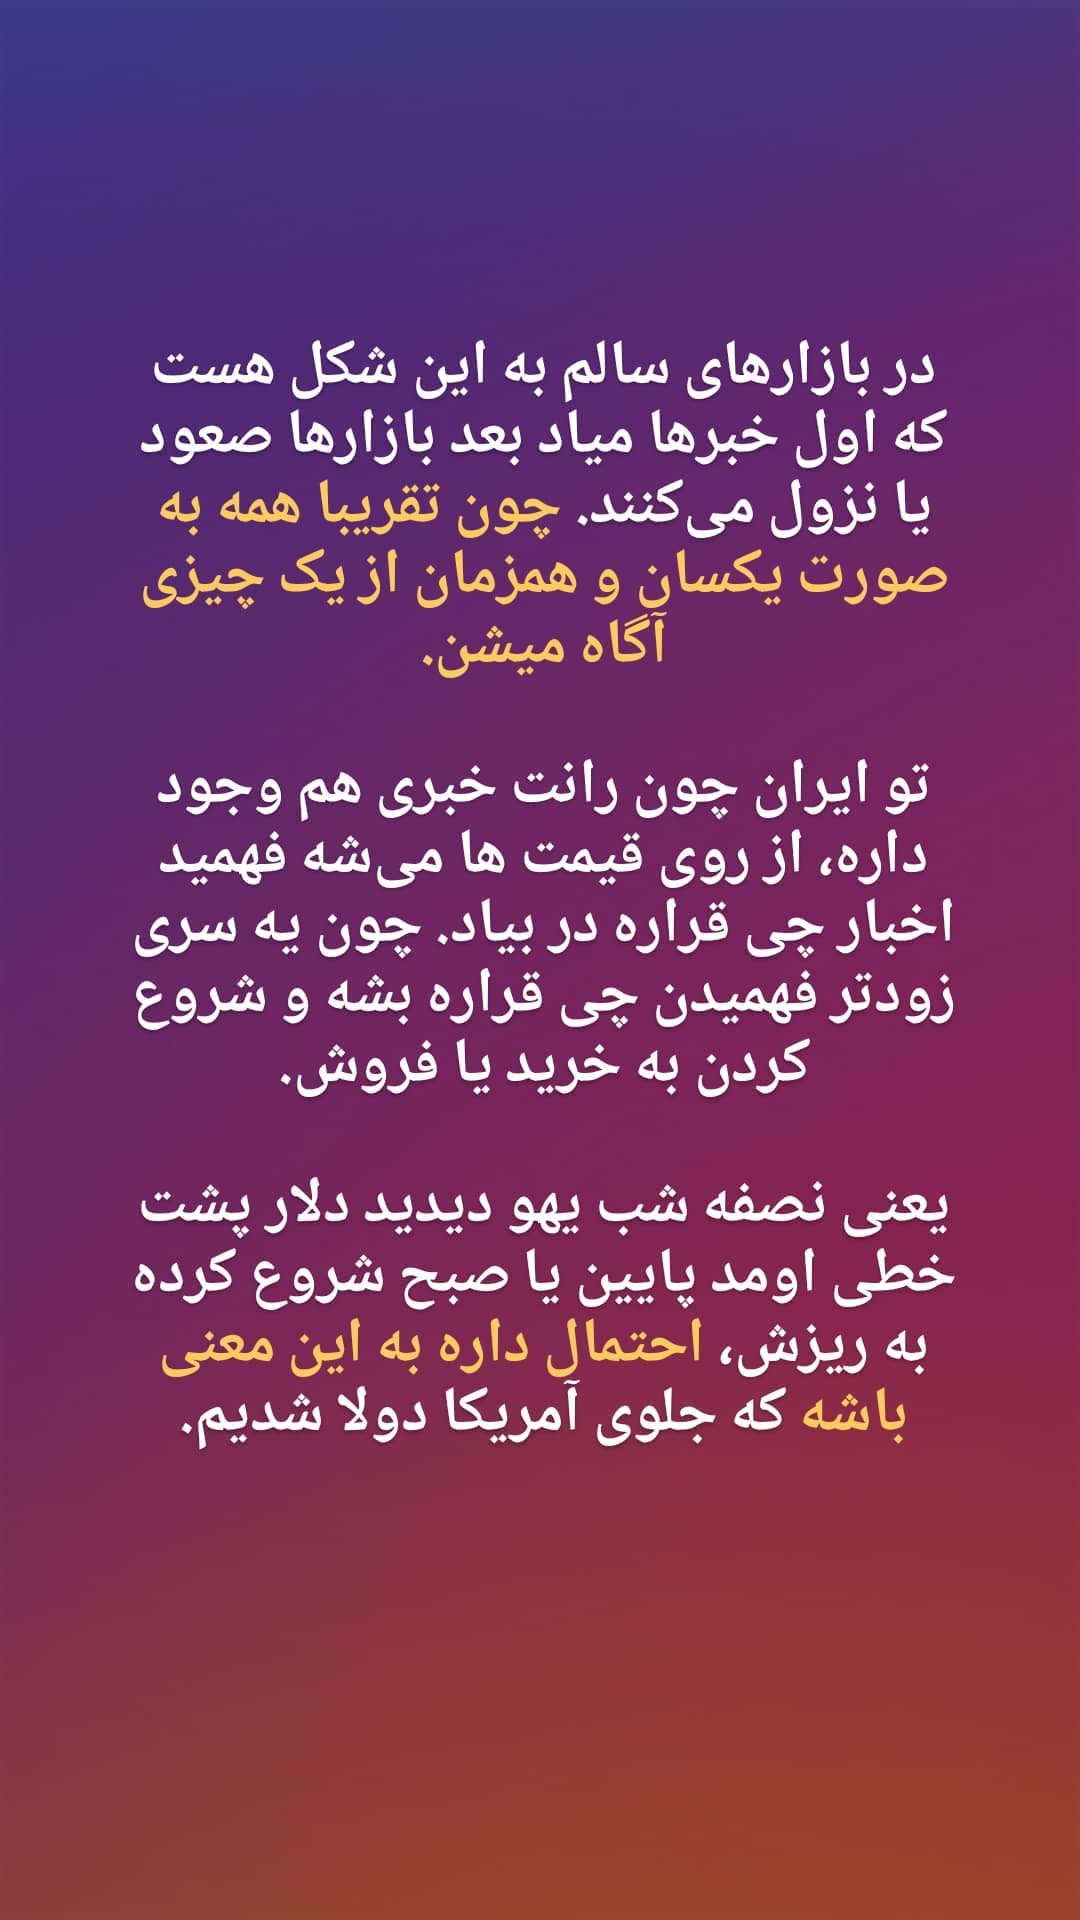 در بازارهای سالم به این شکل هست
که اول خبرها میاد بعد بازارها صعود
یا نزول می‌کنند. چون تقریبا همه به
صورت یکسان و همزمان از یک چیزی
آگاه میشن.
تو ایران چون رانت خبری هم وجود
داره، از روی قیمت ها می‌شه فهمید
اخبار چی قراره در بیاد. چون یه سری
زودتر فهمیدن چی قراره بشه و شروع
کردن به خرید یا فروش.
یعنی نصفه شب یهو دیدید دلار پشت
خطی اومد پایین یا صبح شروع کرده
به ریزش، احتمال داره به این معنی
باشه که جلوی آمریکا دولا شدیم.